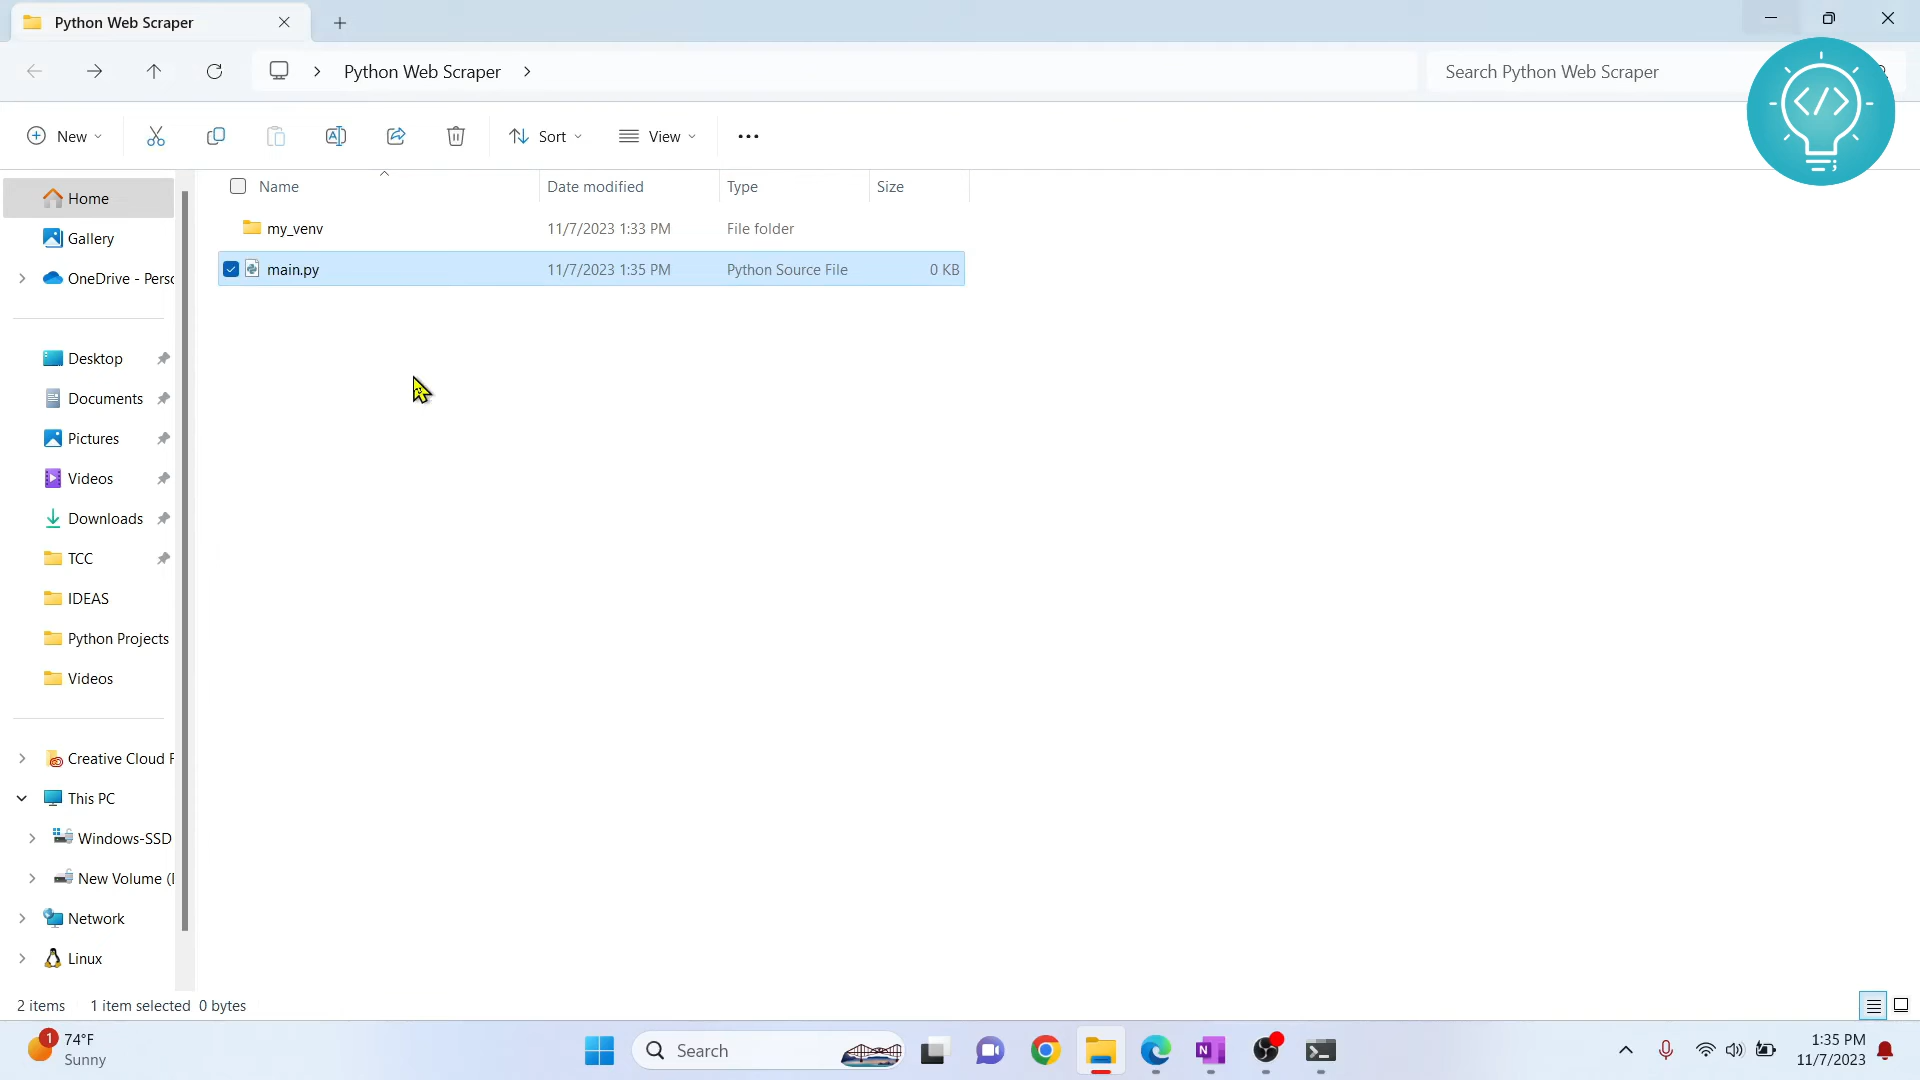 Python Web Scraper
Python Web Scraper
Search Python Web Scraper
</>
;
New
Sort
View
Name
Date modified
Type
Size
my_venv
11/7/2023 1:33 PM
File folder
main.py
11/7/2023 1:35 PM
Python Source File
0 KB
Home
Gallery
OneDrive - Perso
Desktop
Documents
Pictures
Videos
Downloads
TCC
IDEAS
Python Projects
Videos
Creative Cloud F
This PC
Windows-SSD
New Volume (
Network
Linux
2 items
1 item selected 0 bytes
1
74°F
Sunny
Search
N
1:35 PM
11/7/2023